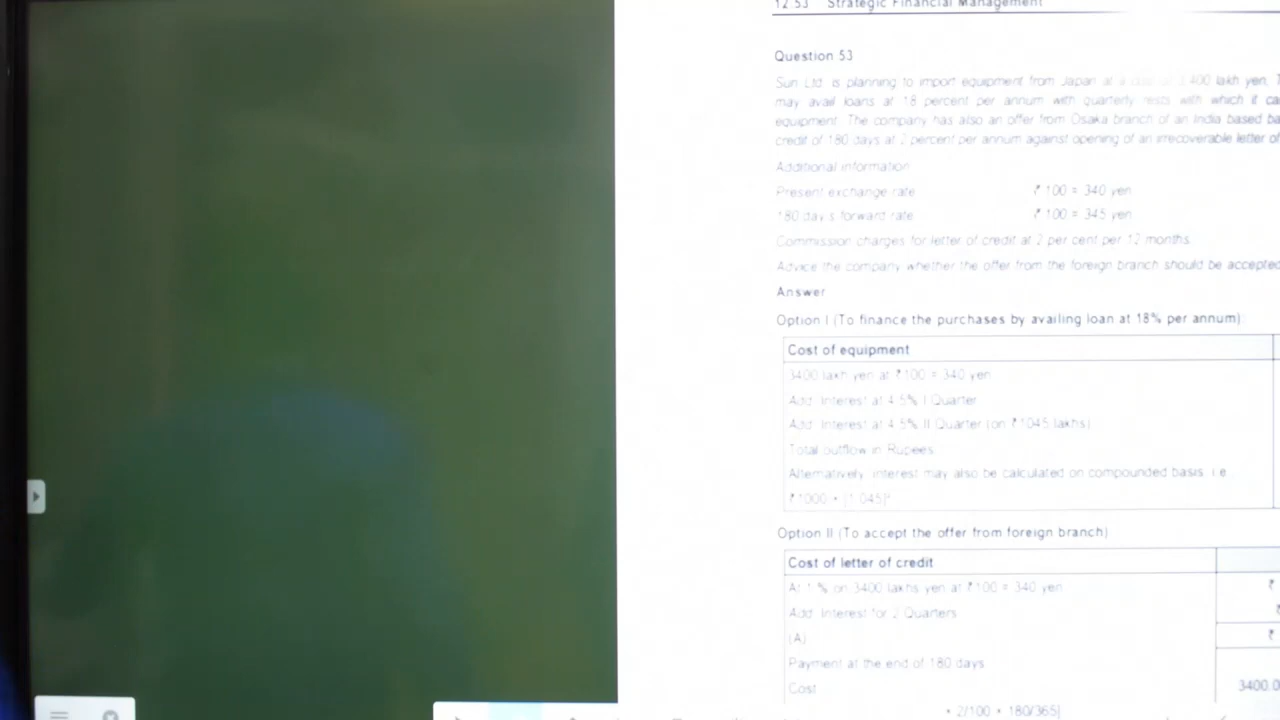 12.53 Strategic Financial Management
Question 53
Sun Ltd. is planning to import equipment from Japan at a cost of 3,400 lakh yen. T
may avail loans at 18 percent per annum with quarterly rests with which it ca
equipment. The company has also an offer from Osaka branch of an India based ba
credit of 180 days at 2 percent per annum against opening of an irrecoverable letter of
Additional information
Present exchange rate ₹ 100 = 340 yen
180 day's forward rate ₹ 100 = 345 yen
Commission charges for letter of credit at 2 per cent per 12 months.
Advice the company whether the offer from the foreign branch should be accepted
Answer
Option I (To finance the purchases by availing loan at 18% per annum):
Cost of equipment
3400 lakh yen at ₹100 = 340 yen
Add: Interest at 4.5% I Quarter
Add: Interest at 4.5% II Quarter (on ₹1045 lakhs)
Total outflow in Rupees
Alternatively, interest may also be calculated on compounded basis, i.e.
₹1000 × [1.045]²
Option II (To accept the offer from foreign branch):
Cost of letter of credit
At 1 % on 3400 lakhs yen at ₹100 = 340 yen ₹
Add: Interest for 2 Quarters ₹
(A) ₹
Payment at the end of 180 days:
Cost 3400.0
× 2/100 × 180/365]